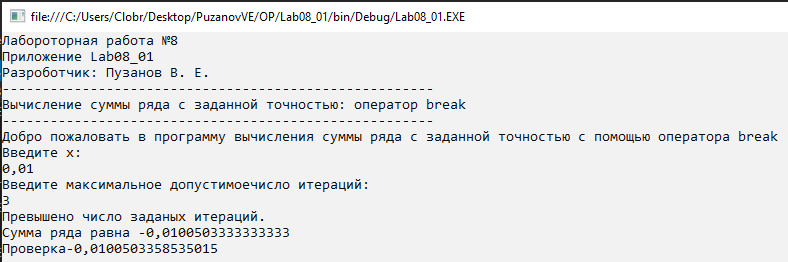 file:///C:/Users/Clobr/Desktop/PuzanovVE/OP/Lab08_01/bin/Debug/Lab08_01.EXE
Лабороторная работа №8
Приложение Lab08_01
Разработчик: Пузанов В. Е.
------------------------------------------------------
Вычисление суммы ряда с заданной точностью: оператор break
------------------------------------------------------
Добро пожаловать в программу вычисления суммы ряда с заданной точностью с помощью оператора break
Введите x:
0,01
Введите максимальное допустимоечисло итераций:
3
Превышено число заданых итераций.
Сумма ряда равна -0,0100503333333333
Проверка-0,0100503358535015